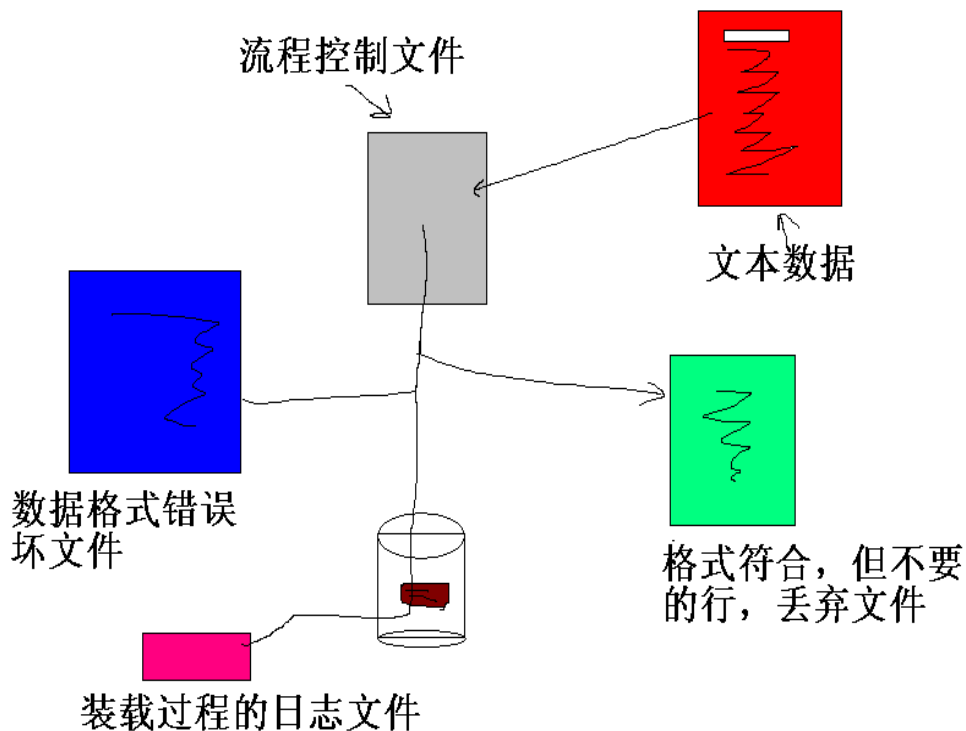 流程控制文件
文本数据
数据格式错误
坏文件
格式符合，但不要
的行，丢弃文件
装载过程的日志文件